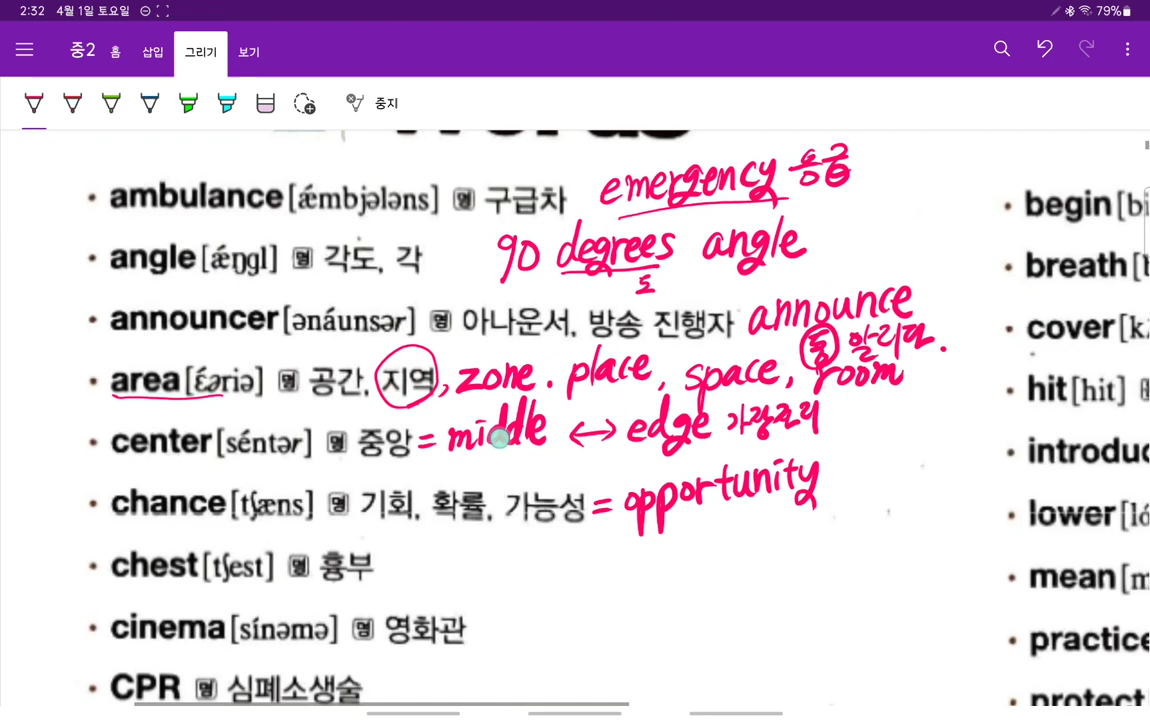 2:32 4월 1일 토요일 79%
중2 홈 삽입 그리기 보기
중지
Words
• ambulance[ǽmbjələns] 명 구급차 emergency 응급
• angle[ǽŋgl] 명 각도, 각 90 degrees angle
도
• announcer[ənáunsər] 명 아나운서, 방송 진행자 announce
동 알리다.
• area[ɛ́əriə] 명 공간, 지역, zone. place, space, room
• center[séntər] 명 중앙 = middle ↔ edge 가장조리
• chance[tʃæns] 명 기회, 확률, 가능성 = opportunity
• chest[tʃest] 명 흉부
• cinema[sínəmə] 명 영화관
• CPR 명 심폐소생술
• begin[bi
• breath[b
• cover[k
• hit[hit]
• introduc
• lower[ló
• mean[m
• practice
protect